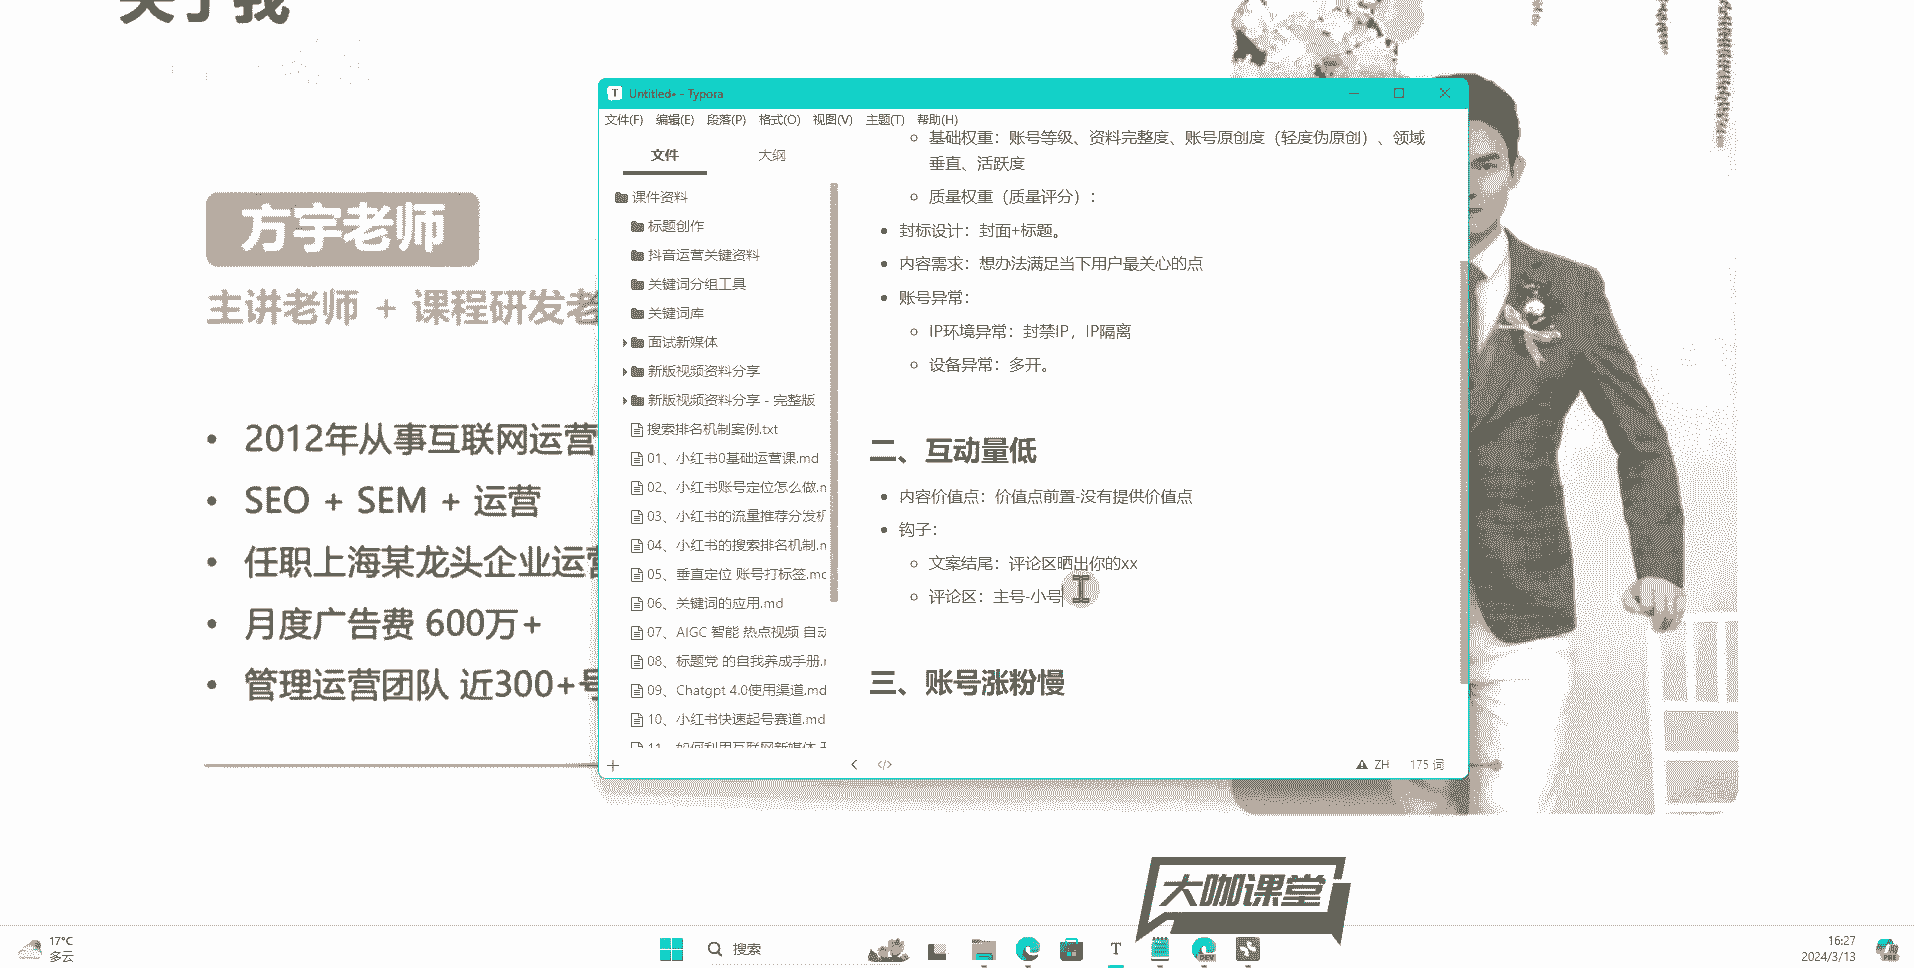 关于我
方宇老师
主讲老师 + 课程研发老
2012年从事互联网运营
SEO + SEM + 运营
任职上海某龙头企业运营
月度广告费 600万+
管理运营团队 近300+号
Untitled• - Typora
文件(F) 编辑(E) 段落(P) 格式(O) 视图(V) 主题(T) 帮助(H)
文件 大纲
课件资料
标题创作
抖音运营关键资料
关键词分组工具
关键词库
面试新媒体
新版视频资料分享
新版视频资料分享 - 完整版
搜索排名机制案例.txt
01、小红书0基础运营课.md
02、小红书账号定位怎么做.n
03、小红书的流量推荐分发机
04、小红书的搜索排名机制.n
05、垂直定位 账号打标签.mc
06、关键词的应用.md
07、AIGC 智能 热点视频 自动
08、标题党 的自我养成手册.r
09、Chatgpt 4.0使用渠道.md
10、小红书快速起号赛道.md
11、如何利用互联网新媒体
基础权重：账号等级、资料完整度、账号原创度（轻度伪原创）、领域
垂直、活跃度
质量权重（质量评分）：
封标设计：封面+标题。
内容需求：想办法满足当下用户最关心的点
账号异常：
IP环境异常：封禁IP，IP隔离
设备异常：多开。
二、互动量低
内容价值点：价值点前置-没有提供价值点
钩子：
文案结尾：评论区晒出你的xx
评论区：主号-小号
三、账号涨粉慢
ZH 175 词
大咖课堂
17°C
多云
搜索
T
DEV
16:27
2024/3/13
PRE